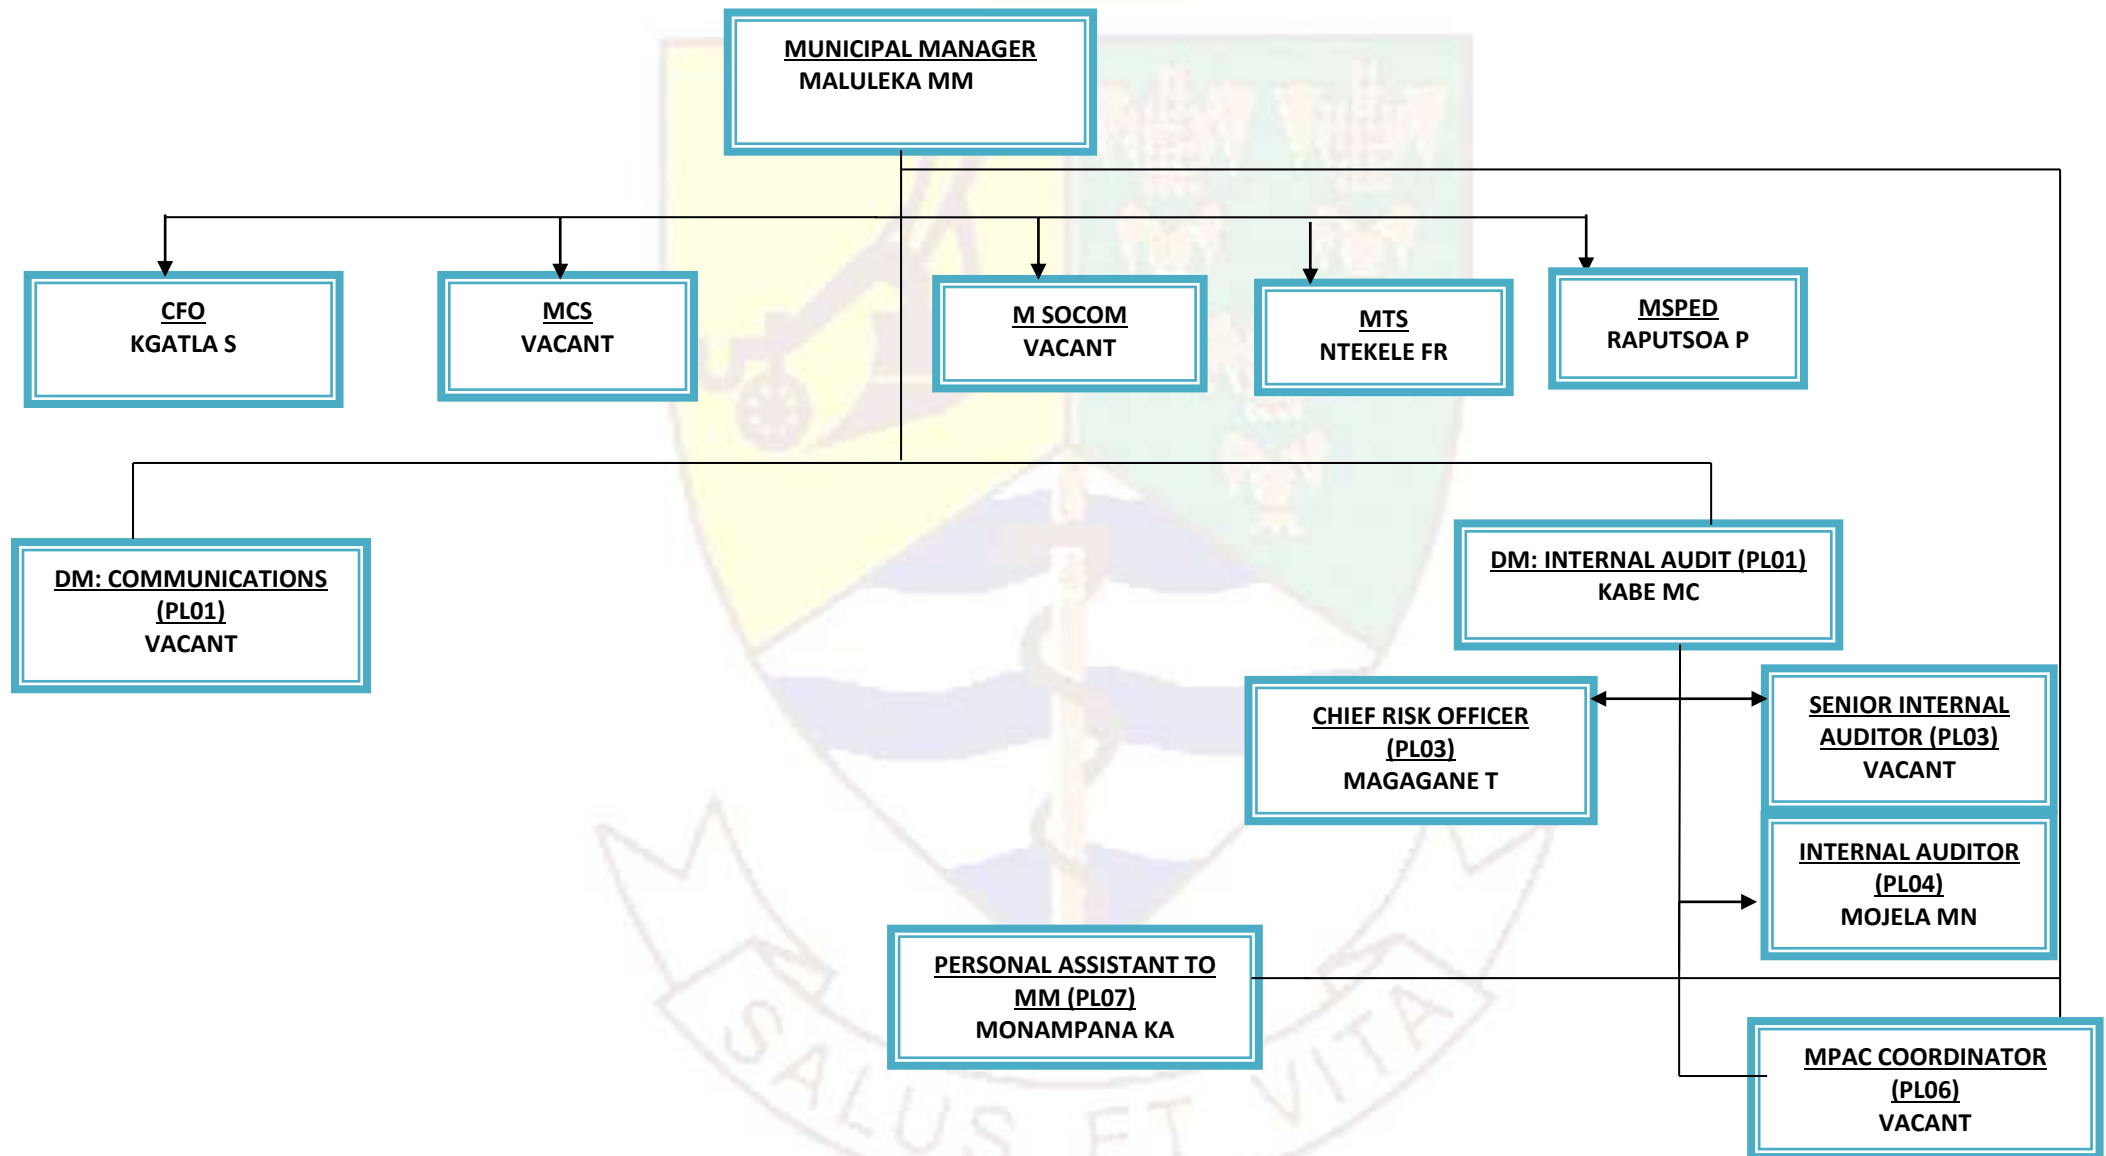 MUNICIPAL MANAGER
MALULEKA MM
CFO
KGATLA S
MCS
VACANT
M SOCOM
VACANT
MTS
NTEKELE FR
MSPED
RAPUTSOA P
DM: COMMUNICATIONS
(PL01)
VACANT
DM: INTERNAL AUDIT (PL01)
KABE MC
CHIEF RISK OFFICER
(PL03)
MAGAGANE T
SENIOR INTERNAL
AUDITOR (PL03)
VACANT
INTERNAL AUDITOR
(PL04)
MOJELA MN
PERSONAL ASSISTANT TO
MM (PL07)
MONAMPANA KA
MPAC COORDINATOR
(PL06)
VACANT
SALUS ET VITA